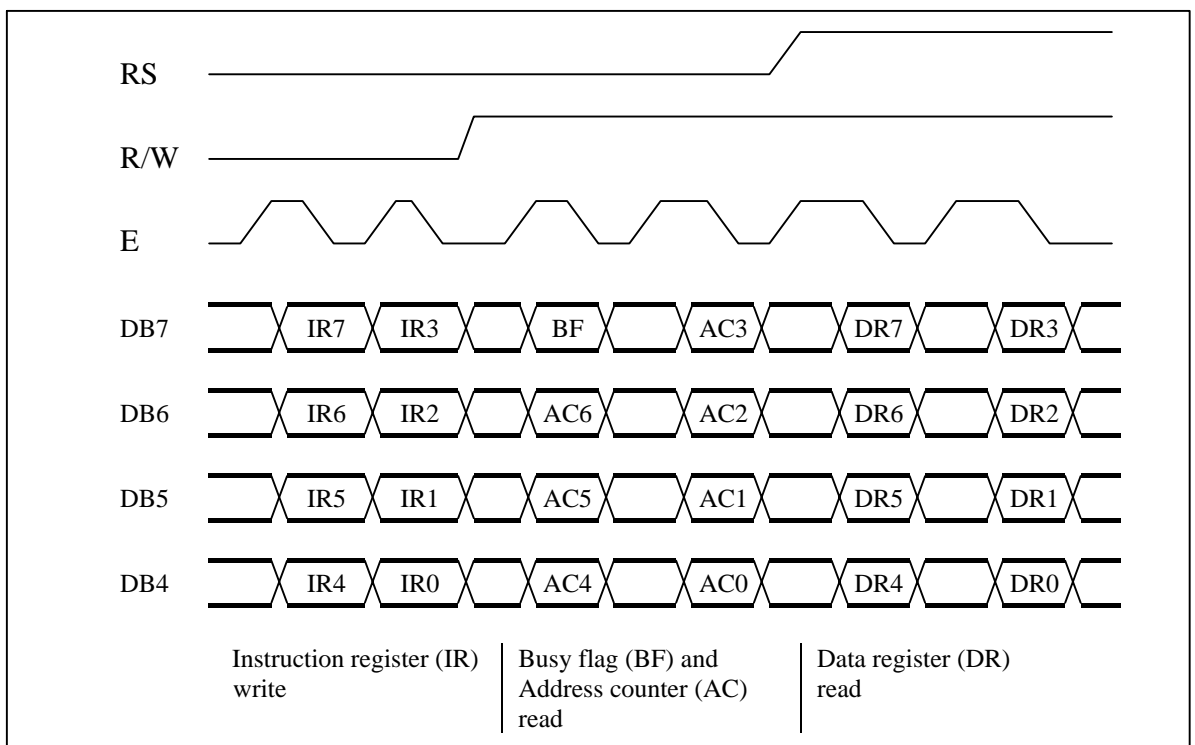 RS
R/W
E
DB7 IR7 IR3 BF AC3 DR7 DR3
DB6 IR6 IR2 AC6 AC2 DR6 DR2
DB5 IR5 IR1 AC5 AC1 DR5 DR1
DB4 IR4 IR0 AC4 AC0 DR4 DR0
Instruction register (IR)
write
Busy flag (BF) and
Address counter (AC)
read
Data register (DR)
read